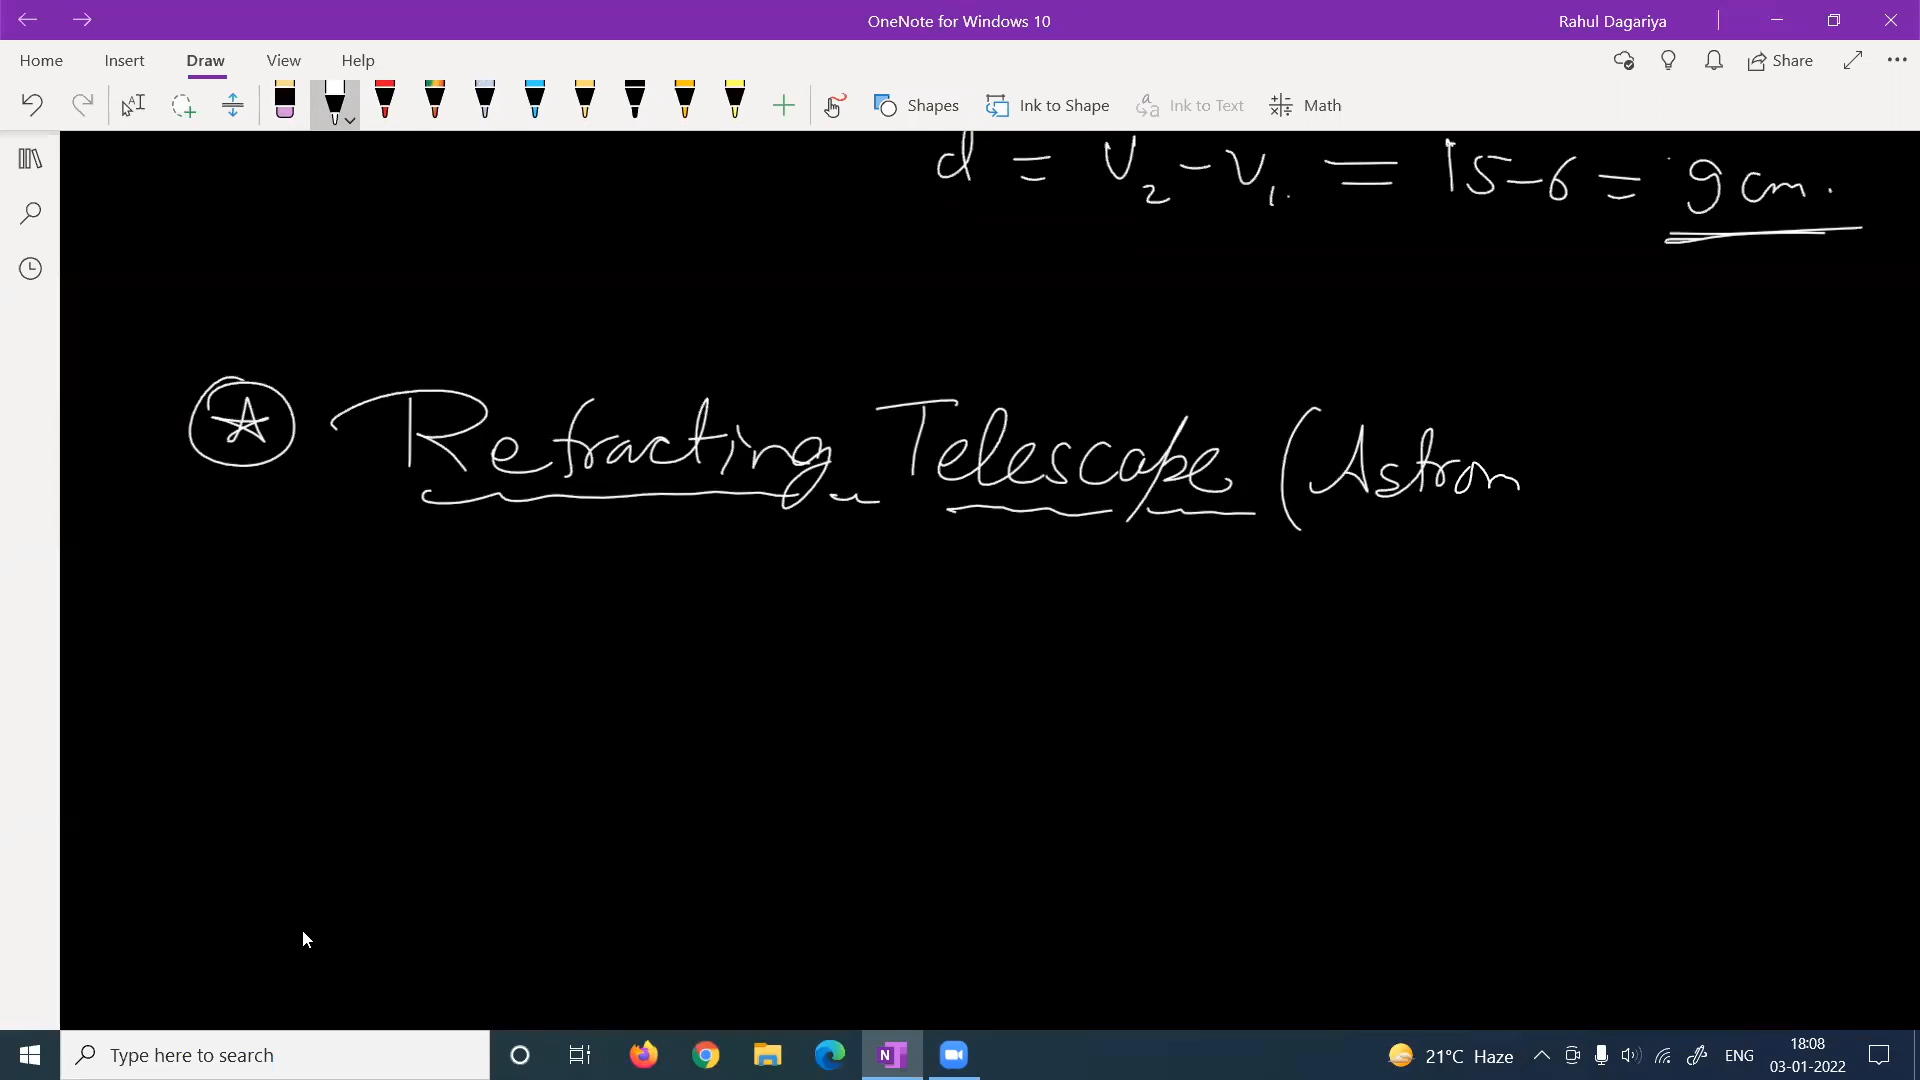 OneNote for Windows 10
Rahul Dagariya
Home Insert Draw View Help
Share
Shapes Ink to Shape Ink to Text Math
d = V2 - V1. = 15-6 = 9 cm.
Refracting Telescope (Astron
Type here to search
21°C Haze
ENG
18:08
03-01-2022